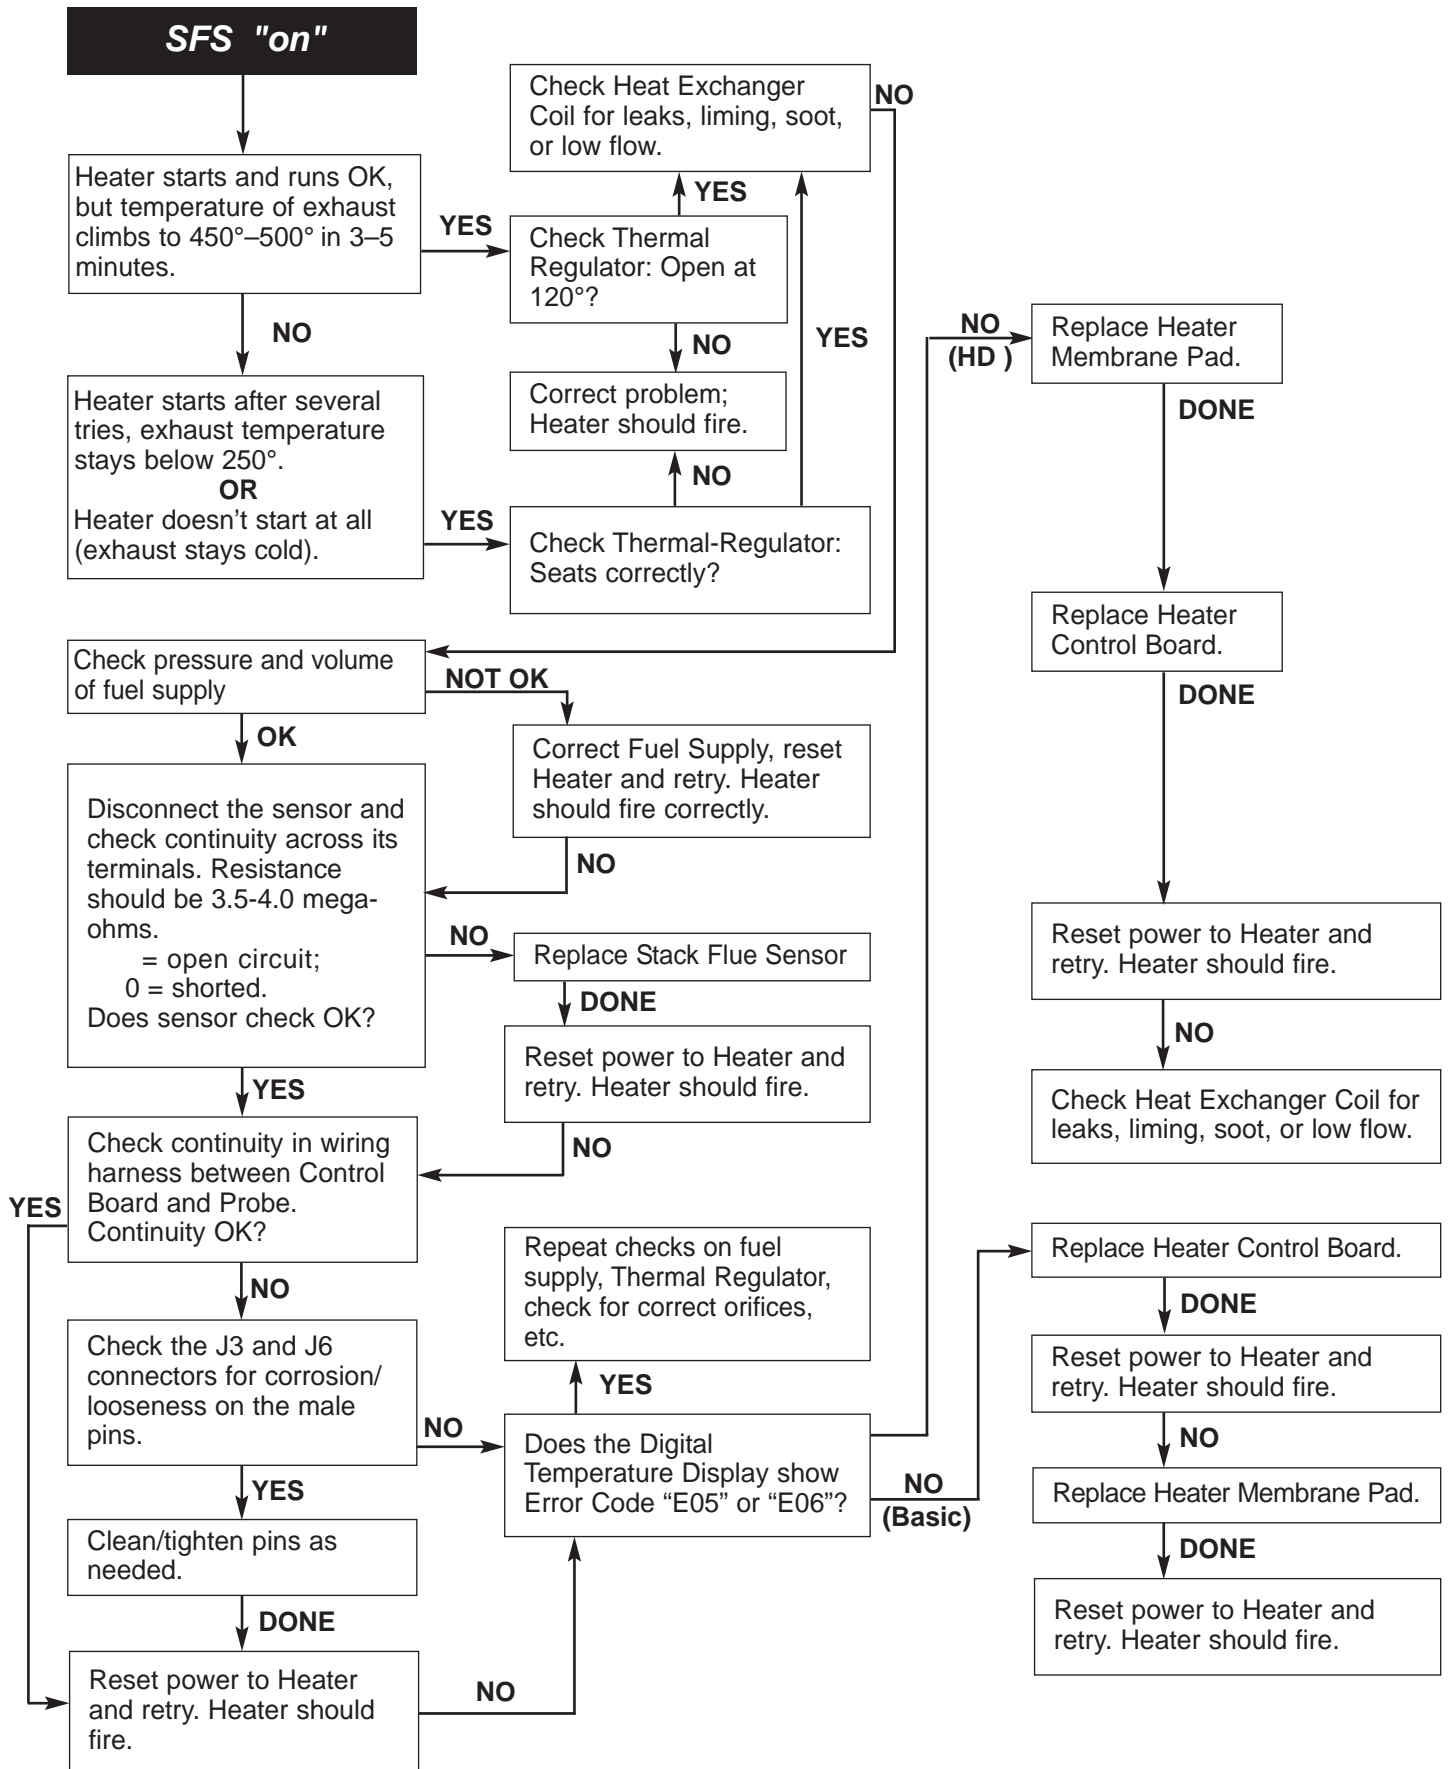 SFS "on"
Heater starts and runs OK,
but temperature of exhaust
climbs to 450°–500° in 3–5
minutes.
YES
NO
Check Heat Exchanger
Coil for leaks, liming, soot,
or low flow.
NO
YES
Check Thermal
Regulator: Open at
120°?
NO
YES
Correct problem;
Heater should fire.
NO
Heater starts after several
tries, exhaust temperature
stays below 250°.
OR
Heater doesn't start at all
(exhaust stays cold).
YES
Check Thermal-Regulator:
Seats correctly?
Check pressure and volume
of fuel supply
NOT OK
OK
Correct Fuel Supply, reset
Heater and retry. Heater
should fire correctly.
NO
Disconnect the sensor and
check continuity across its
terminals. Resistance
should be 3.5-4.0 mega-
ohms.
= open circuit;
0 = shorted.
Does sensor check OK?
NO
Replace Stack Flue Sensor
DONE
Reset power to Heater and
retry. Heater should fire.
NO
YES
Check continuity in wiring
harness between Control
Board and Probe.
Continuity OK?
YES
NO
Check the J3 and J6
connectors for corrosion/
looseness on the male
pins.
NO
YES
Clean/tighten pins as
needed.
DONE
Reset power to Heater
and retry. Heater should
fire.
NO
Repeat checks on fuel
supply, Thermal Regulator,
check for correct orifices,
etc.
YES
Does the Digital
Temperature Display show
Error Code “E05” or “E06”?
NO
(Basic)
NO
(HD )
Replace Heater
Membrane Pad.
DONE
Replace Heater
Control Board.
DONE
Reset power to Heater and
retry. Heater should fire.
NO
Check Heat Exchanger Coil for
leaks, liming, soot, or low flow.
Replace Heater Control Board.
DONE
Reset power to Heater and
retry. Heater should fire.
NO
Replace Heater Membrane Pad.
DONE
Reset power to Heater and
retry. Heater should fire.